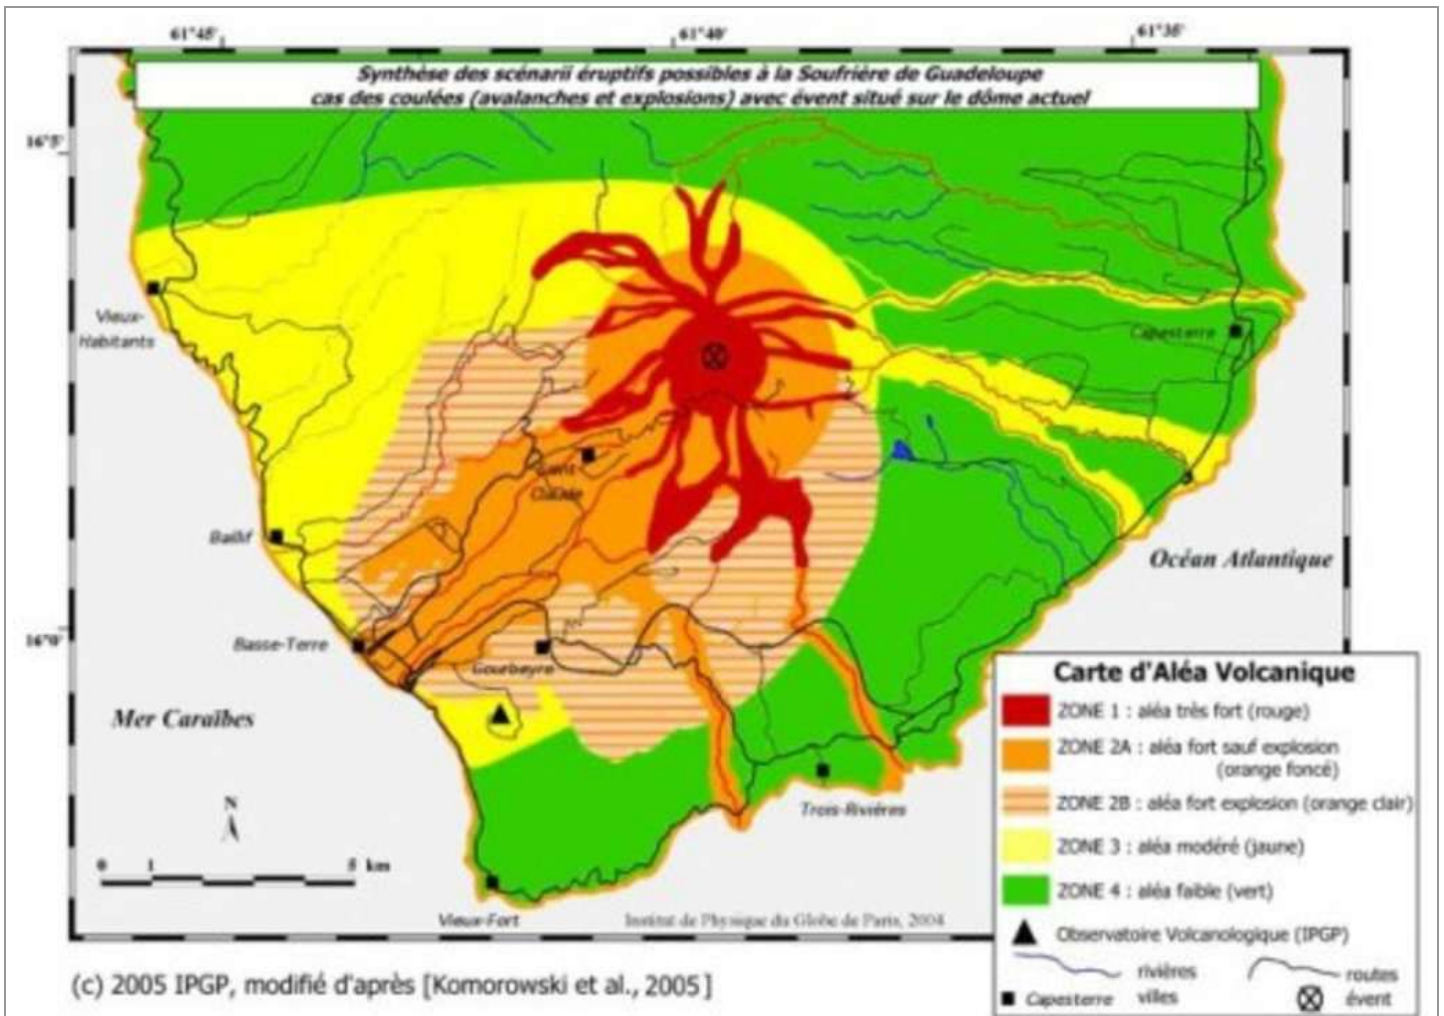 61°45'
61°40'
61°35'
Synthèse des scénarii éruptifs possibles à la Soufrière de Guadeloupe
cas des coulées (avalanches et explosions) avec évent situé sur le dôme actuel
16°5'
Vieux-
Habitants
Capesterre
Saint
Claude
Baillif
Océan Atlantique
16°0'
Basse-Terre
Gourbeyre
Mer Caraïbes
Trois-Rivières
N
0 1 5 km
Vieux-Fort
Institut de Physique du Globe de Paris, 2004
Carte d'Aléa Volcanique
ZONE 1 : aléa très fort (rouge)
ZONE 2A : aléa fort sauf explosion
(orange foncé)
ZONE 2B : aléa fort explosion (orange clair)
ZONE 3 : aléa modéré (jaune)
ZONE 4 : aléa faible (vert)
Observatoire Volcanologique (IPGP)
rivières
routes
Capesterre villes
évent
(c) 2005 IPGP, modifié d'après [Komorowski et al., 2005]